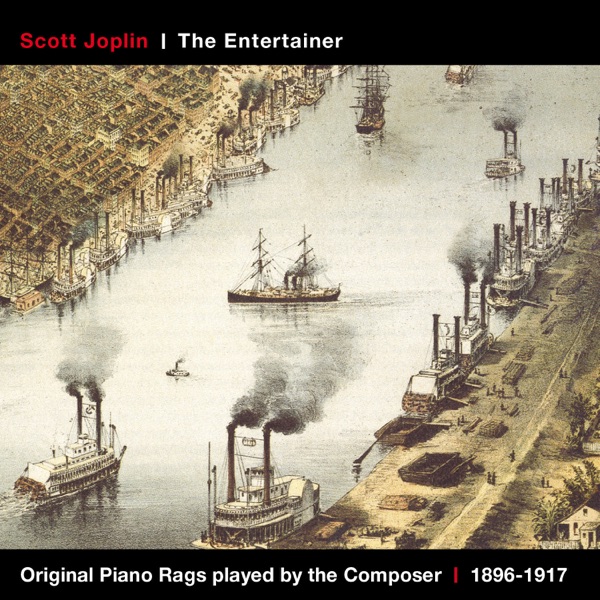 Scott Joplin | The Entertainer
Original Piano Rags played by the Composer | 1896-1917